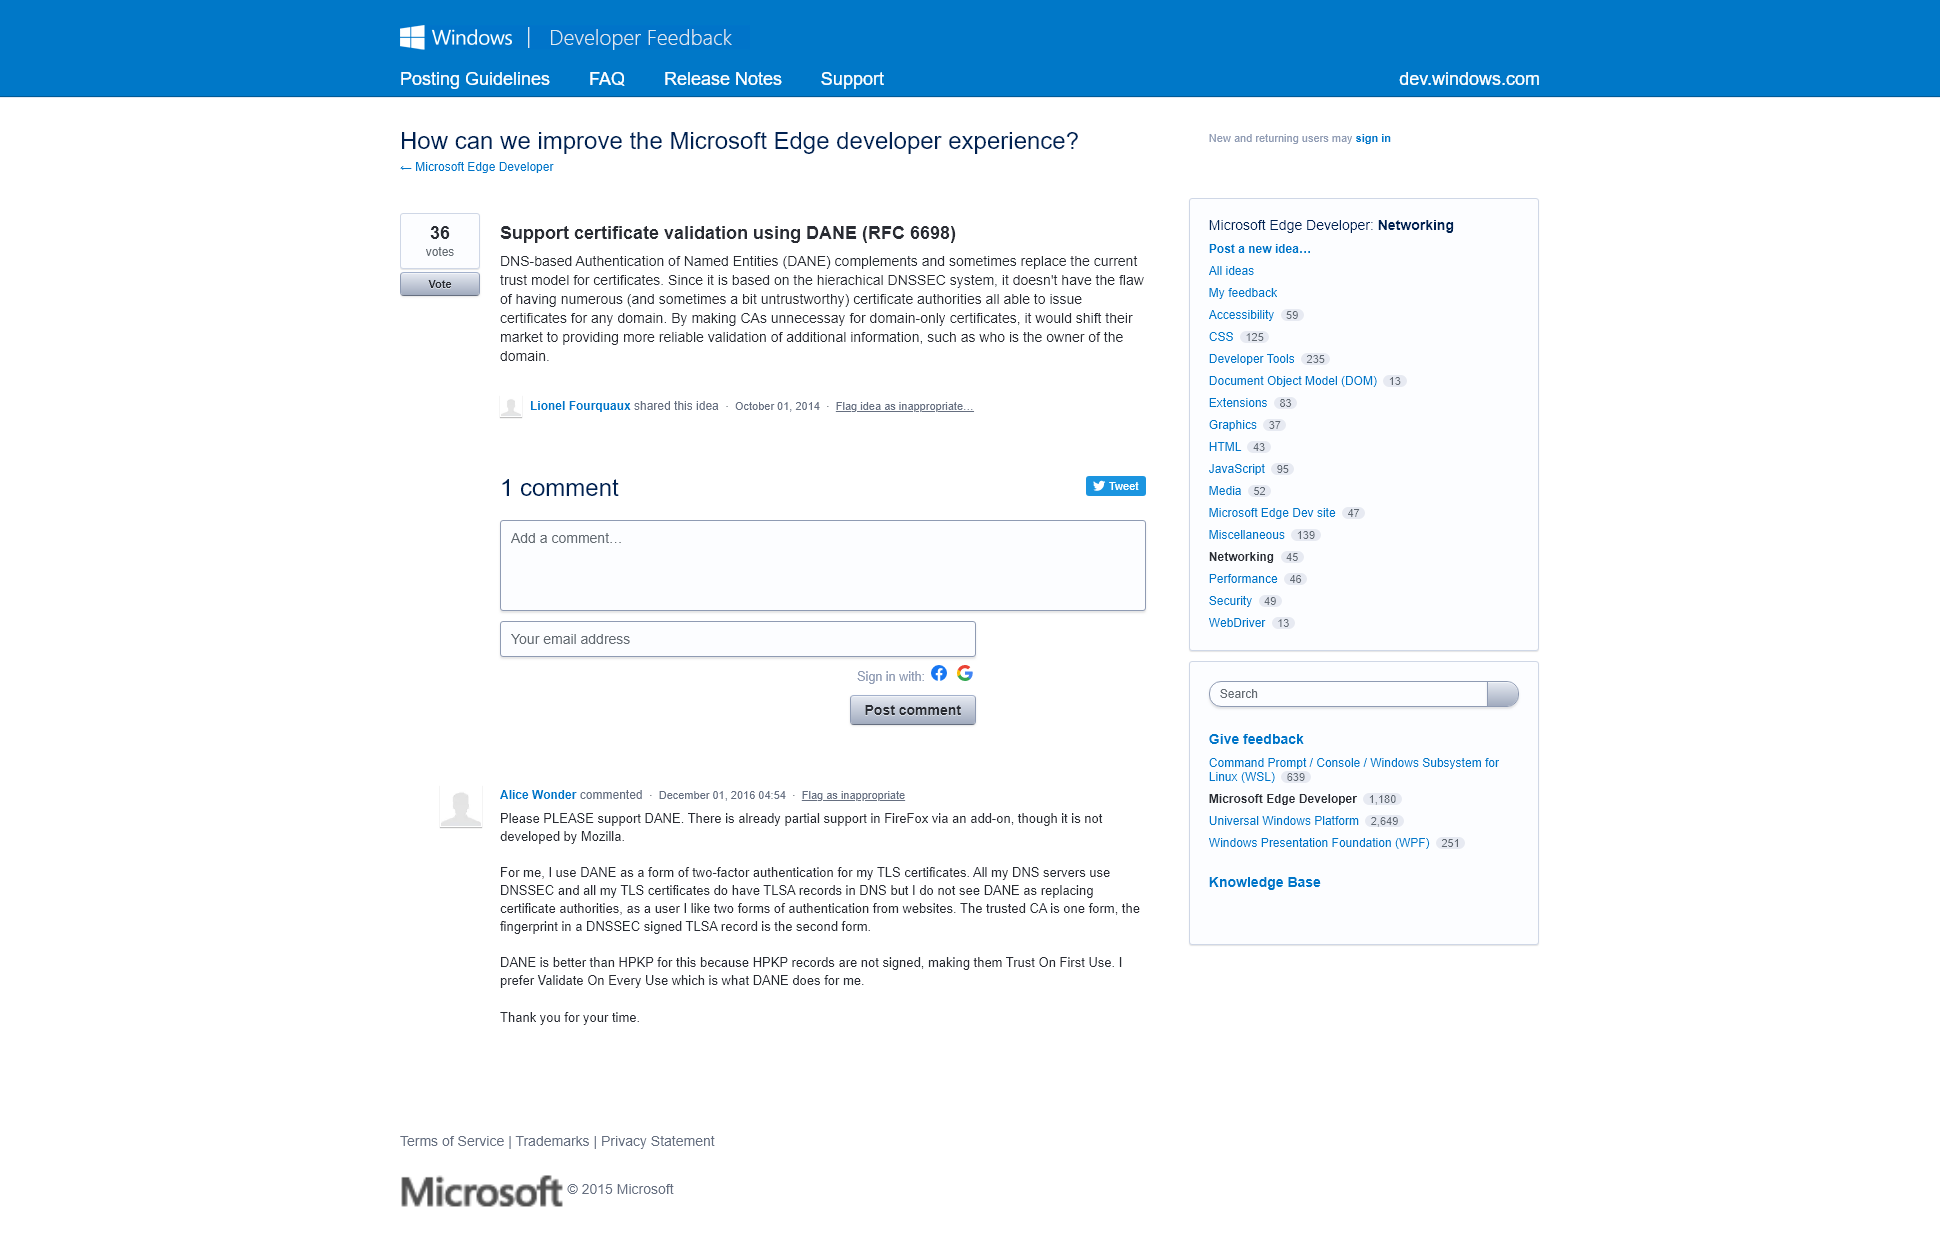 Windows | Developer Feedback
Posting Guidelines FAQ Release Notes Support dev.windows.com
How can we improve the Microsoft Edge developer experience?
← Microsoft Edge Developer
New and returning users may sign in
36
votes
Vote
Support certificate validation using DANE (RFC 6698)
DNS-based Authentication of Named Entities (DANE) complements and sometimes replace the current
trust model for certificates. Since it is based on the hierachical DNSSEC system, it doesn't have the flaw
of having numerous (and sometimes a bit untrustworthy) certificate authorities all able to issue
certificates for any domain. By making CAs unnecessay for domain-only certificates, it would shift their
market to providing more reliable validation of additional information, such as who is the owner of the
domain.
Lionel Fourquaux shared this idea · October 01, 2014 · Flag idea as inappropriate…
1 comment
Tweet
Add a comment…
Your email address
Sign in with:
Post comment
Alice Wonder commented · December 01, 2016 04:54 · Flag as inappropriate
Please PLEASE support DANE. There is already partial support in FireFox via an add-on, though it is not
developed by Mozilla.
For me, I use DANE as a form of two-factor authentication for my TLS certificates. All my DNS servers use
DNSSEC and all my TLS certificates do have TLSA records in DNS but I do not see DANE as replacing
certificate authorities, as a user I like two forms of authentication from websites. The trusted CA is one form, the
fingerprint in a DNSSEC signed TLSA record is the second form.
DANE is better than HPKP for this because HPKP records are not signed, making them Trust On First Use. I
prefer Validate On Every Use which is what DANE does for me.
Thank you for your time.
Microsoft Edge Developer: Networking
Post a new idea…
All ideas
My feedback
Accessibility 59
CSS 125
Developer Tools 235
Document Object Model (DOM) 13
Extensions 83
Graphics 37
HTML 43
JavaScript 95
Media 52
Microsoft Edge Dev site 47
Miscellaneous 139
Networking 45
Performance 46
Security 49
WebDriver 13
Search
Give feedback
Command Prompt / Console / Windows Subsystem for
Linux (WSL) 639
Microsoft Edge Developer 1,180
Universal Windows Platform 2,649
Windows Presentation Foundation (WPF) 251
Knowledge Base
Terms of Service | Trademarks | Privacy Statement
Microsoft © 2015 Microsoft